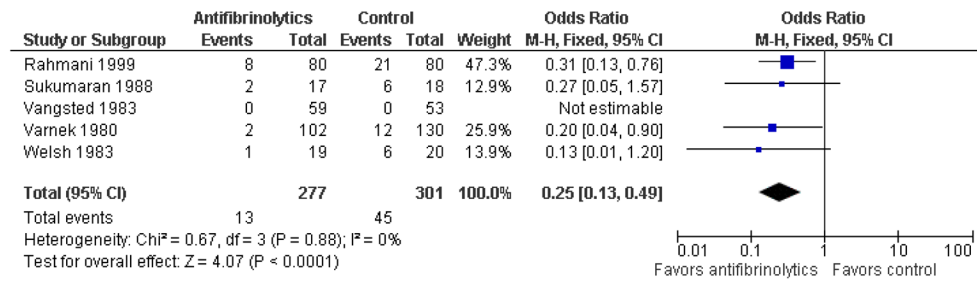 Antifibrinolytics Control Odds Ratio Odds Ratio
Study or Subgroup Events Total Events Total Weight M-H, Fixed, 95% CI M-H, Fixed, 95% CI
Rahmani 1999 8 80 21 80 47.3% 0.31 [0.13, 0.76]
Sukumaran 1988 2 17 6 18 12.9% 0.27 [0.05, 1.57]
Vangsted 1983 0 59 0 53 Not estimable
Varnek 1980 2 102 12 130 25.9% 0.20 [0.04, 0.90]
Welsh 1983 1 19 6 20 13.9% 0.13 [0.01, 1.20]
Total (95% CI) 277 301 100.0% 0.25 [0.13, 0.49]
Total events 13 45
Heterogeneity: Chi² = 0.67, df = 3 (P = 0.88); I² = 0%
Test for overall effect: Z = 4.07 (P < 0.0001)
0.01 0.1 1 10 100
Favors antifibrinolytics Favors control